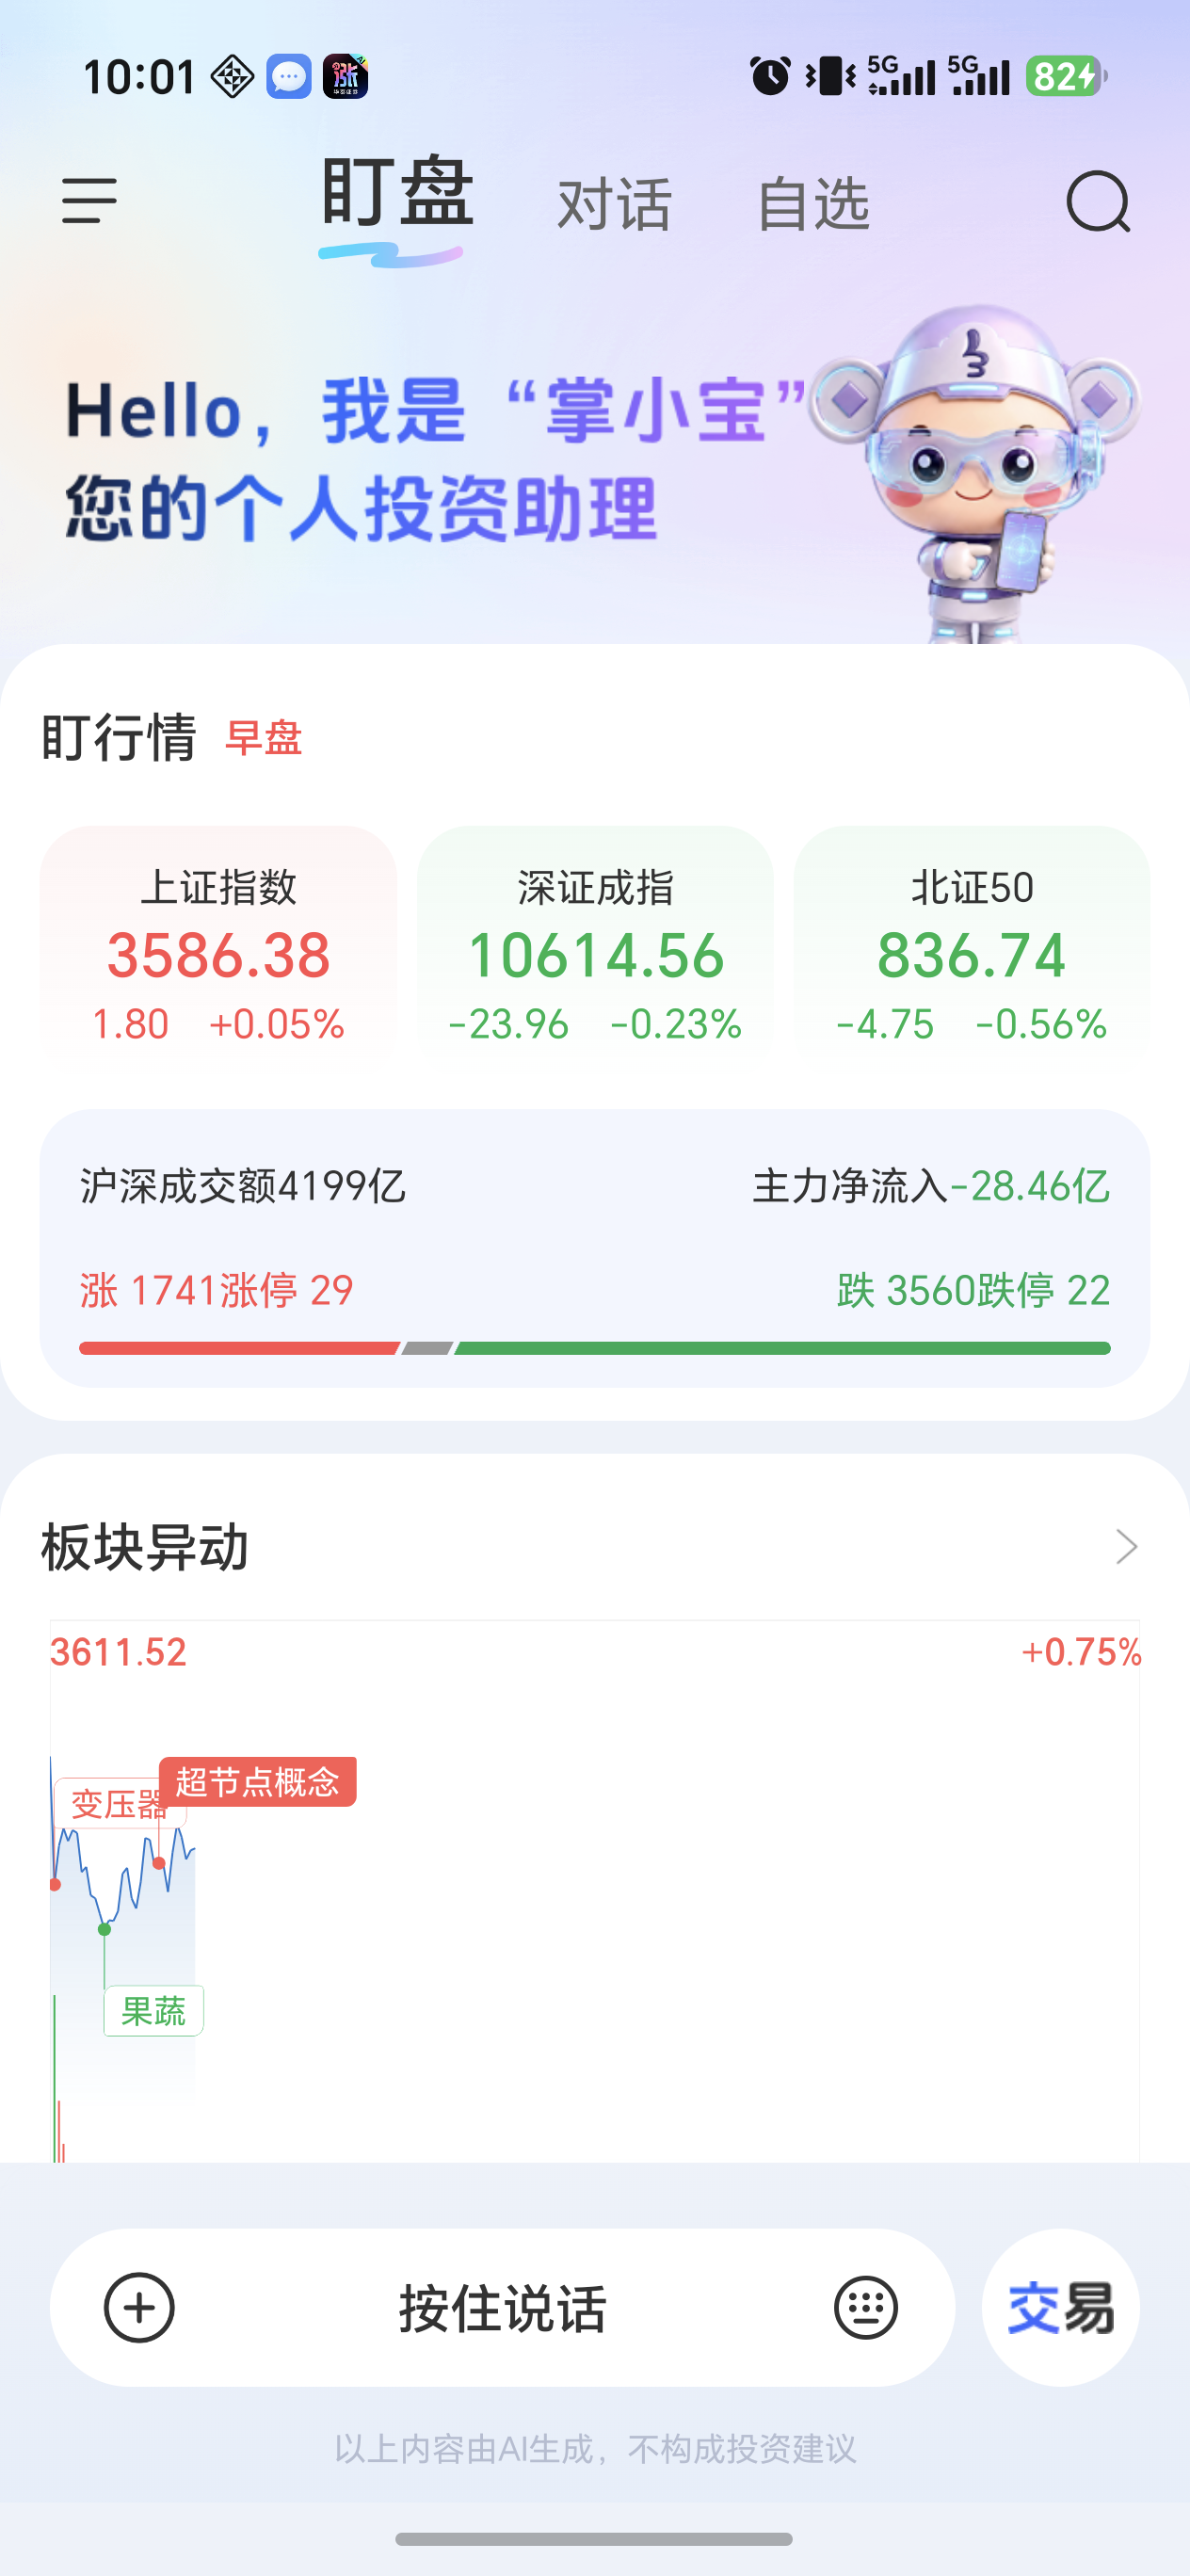 10:01 5G 5G 82
盯盘 对话 自选
Hello，我是“掌小宝”
您的个人投资助理
盯行情 早盘
上证指数 深证成指 北证50
3586.38 10614.56 836.74
1.80 +0.05% -23.96 -0.23% -4.75 -0.56%
沪深成交额4199亿 主力净流入-28.46亿
涨 1741涨停 29 跌 3560跌停 22
板块异动
3611.52 +0.75%
超节点概念
变压器
果蔬
按住说话 交易
以上内容由AI生成，不构成投资建议